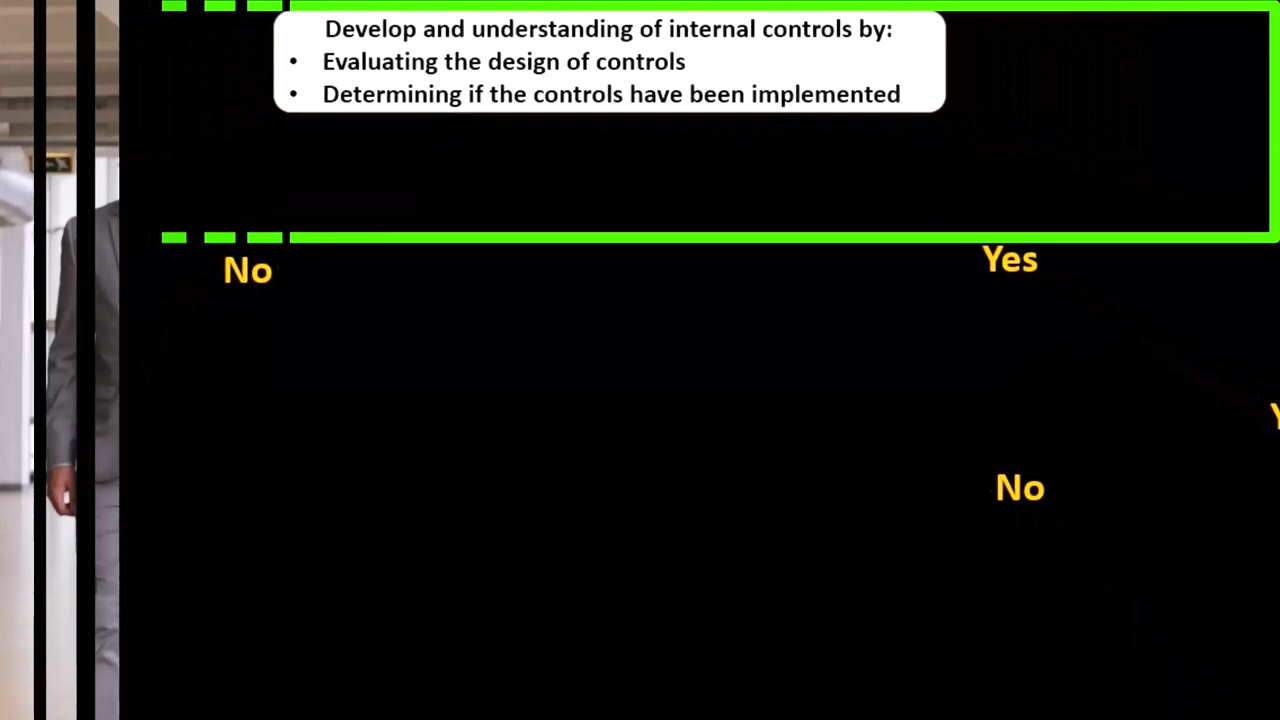 Develop and understanding of internal controls by:
• Evaluating the design of controls
• Determining if the controls have been implemented
No
Yes
No